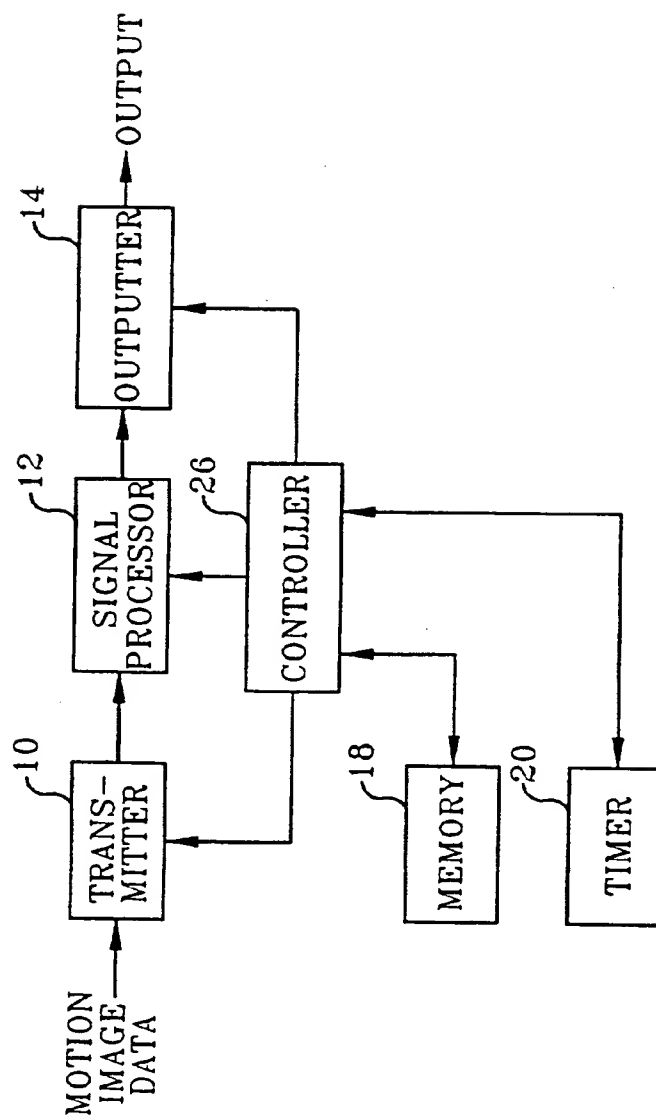 MOTION
IMAGE
DATA
10
TRANS-
MITTER
12
SIGNAL
PROCESSOR
14
OUTPUTTER
OUTPUT
26
CONTROLLER
18
MEMORY
20
TIMER